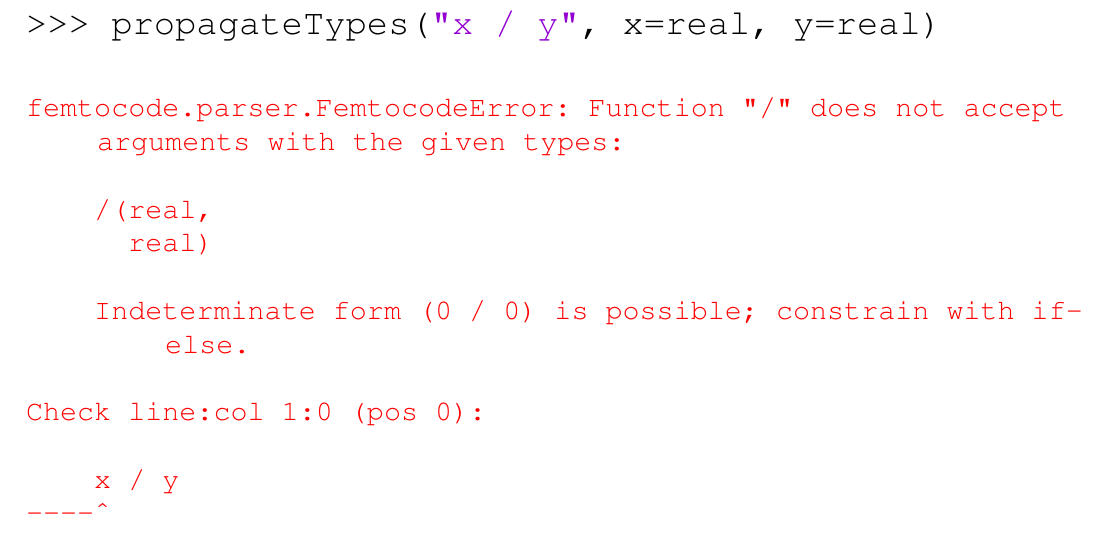 >>> propagateTypes("x / y", x=real, y=real)
femtocode.parser.FemtocodeError: Function "/" does not accept
arguments with the given types:
/(real,
real)
Indeterminate form (0 / 0) is possible; constrain with if-
else.
Check line:col 1:0 (pos 0):
x / y
----^